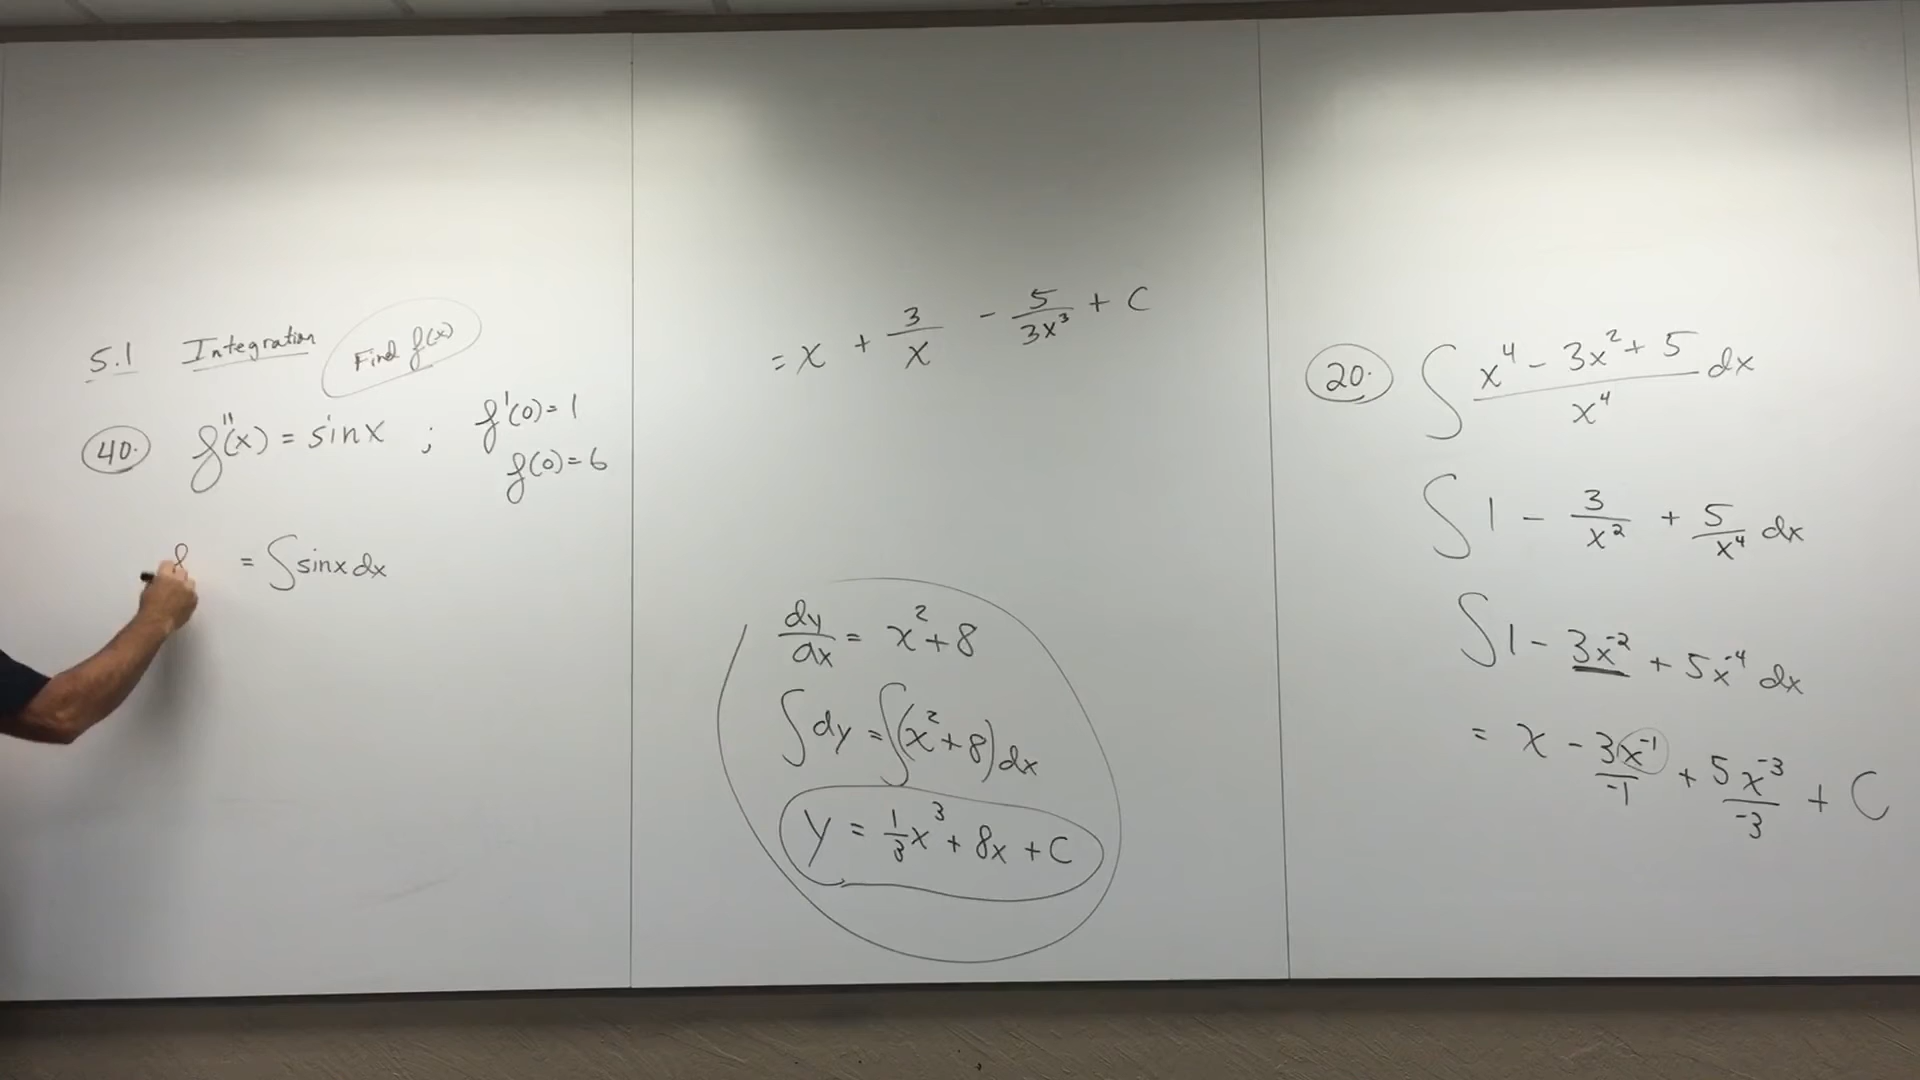 5.1 Integration Find f(x)
40. f''(x) = sinx ; f'(0) = 1
f(0) = 6
f = ∫ sinx dx
= x + 3/x - 5/3x³ + C
dy/dx = x² + 8
∫ dy = ∫ (x² + 8) dx
y = 1/3 x³ + 8x + C
20. ∫ x⁴ - 3x² + 5 / x⁴ dx
∫ 1 - 3/x² + 5/x⁴ dx
∫ 1 - 3x⁻² + 5x⁻⁴ dx
= x - 3x⁻¹/-1 + 5x⁻³/-3 + C